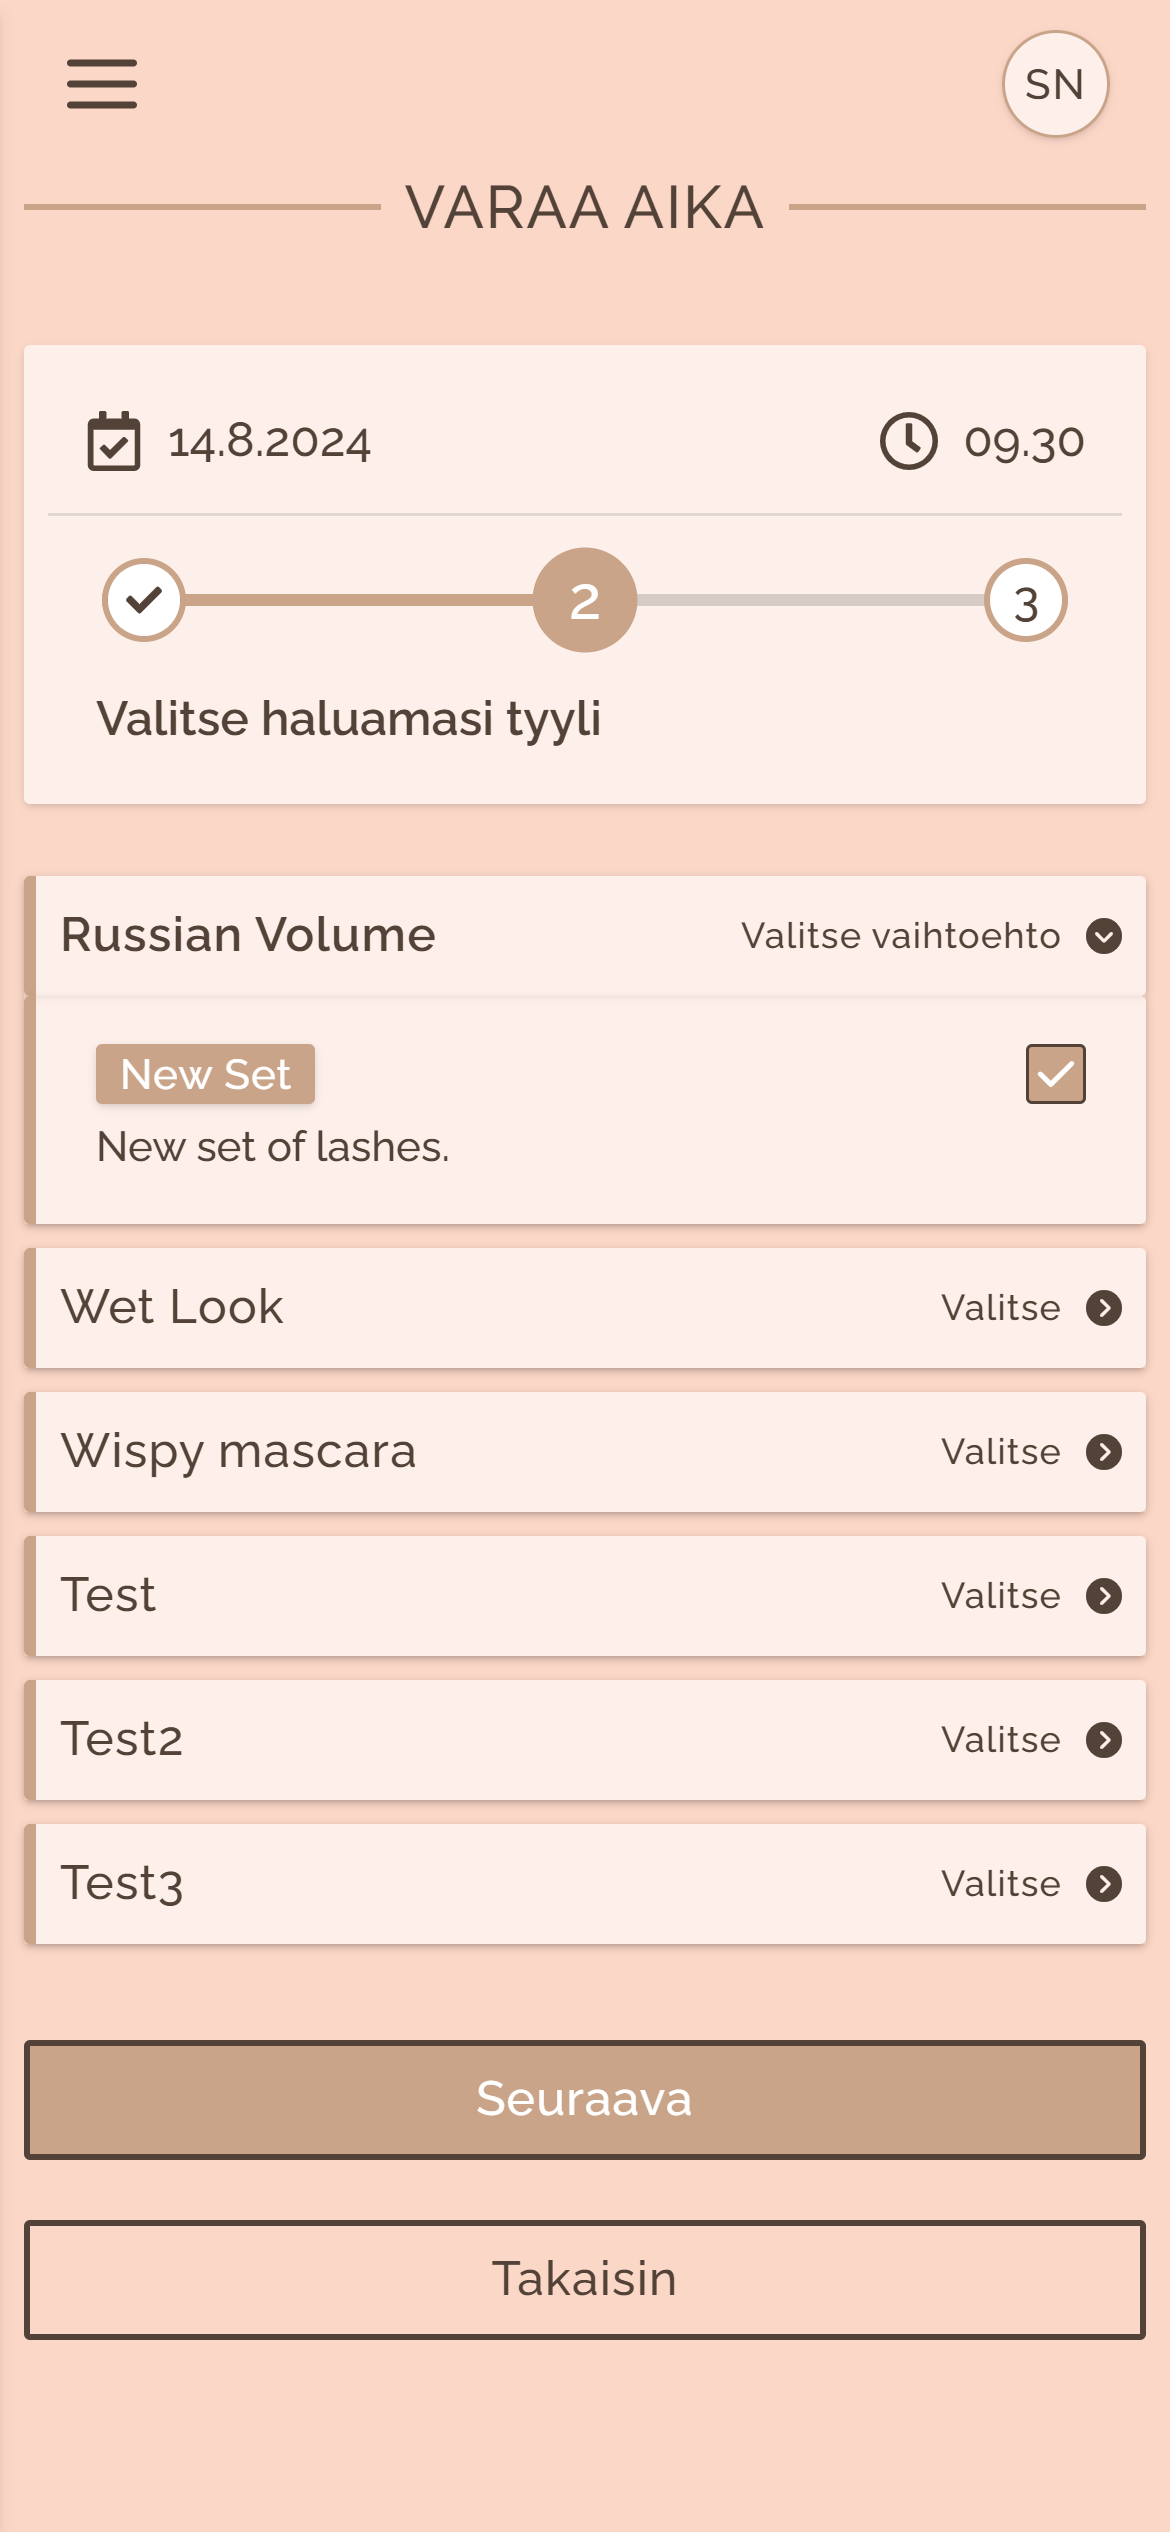 SN
VARAA AIKA
14.8.2024 09.30
2 3
Valitse haluamasi tyyli
Russian Volume Valitse vaihtoehto
New Set
New set of lashes.
Wet Look Valitse
Wispy mascara Valitse
Test Valitse
Test2 Valitse
Test3 Valitse
Seuraava
Takaisin